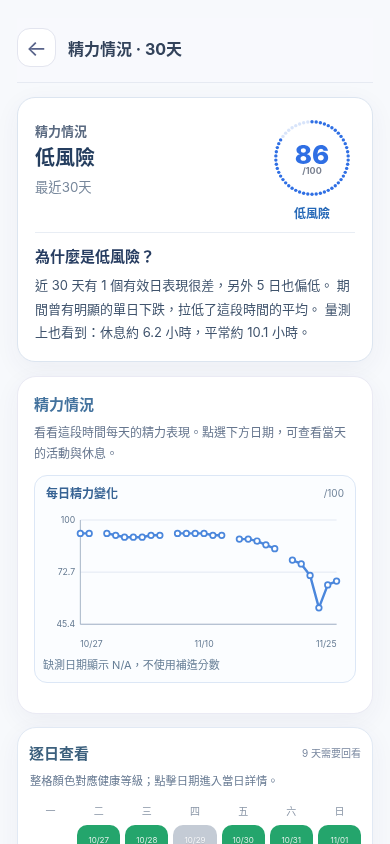 精力情況 · 30天
精力情況
低風險
最近30天
86
/100
低風險
為什麼是低風險？
近 30 天有 1 個有效日表現很差，另外 5 日也偏低。 期
間曾有明顯的單日下跌，拉低了這段時間的平均。 量測
上也看到：休息約 6.2 小時，平常約 10.1 小時。
精力情況
看看這段時間每天的精力表現。點選下方日期，可查看當天
的活動與休息。
每日精力變化
/100
100
72.7
45.4
10/27
11/10
11/25
缺測日期顯示 N/A，不使用補造分數
逐日查看
9 天需要回看
整格顏色對應健康等級；點擊日期進入當日詳情。
一 二 三 四 五 六 日
10/27 10/28 10/29 10/30 10/31 11/01